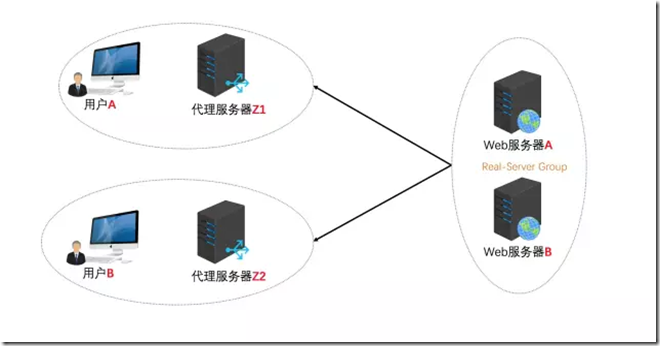 用户A
代理服务器Z1
Web服务器A
Real-Server Group
Web服务器B
用户B
代理服务器Z2